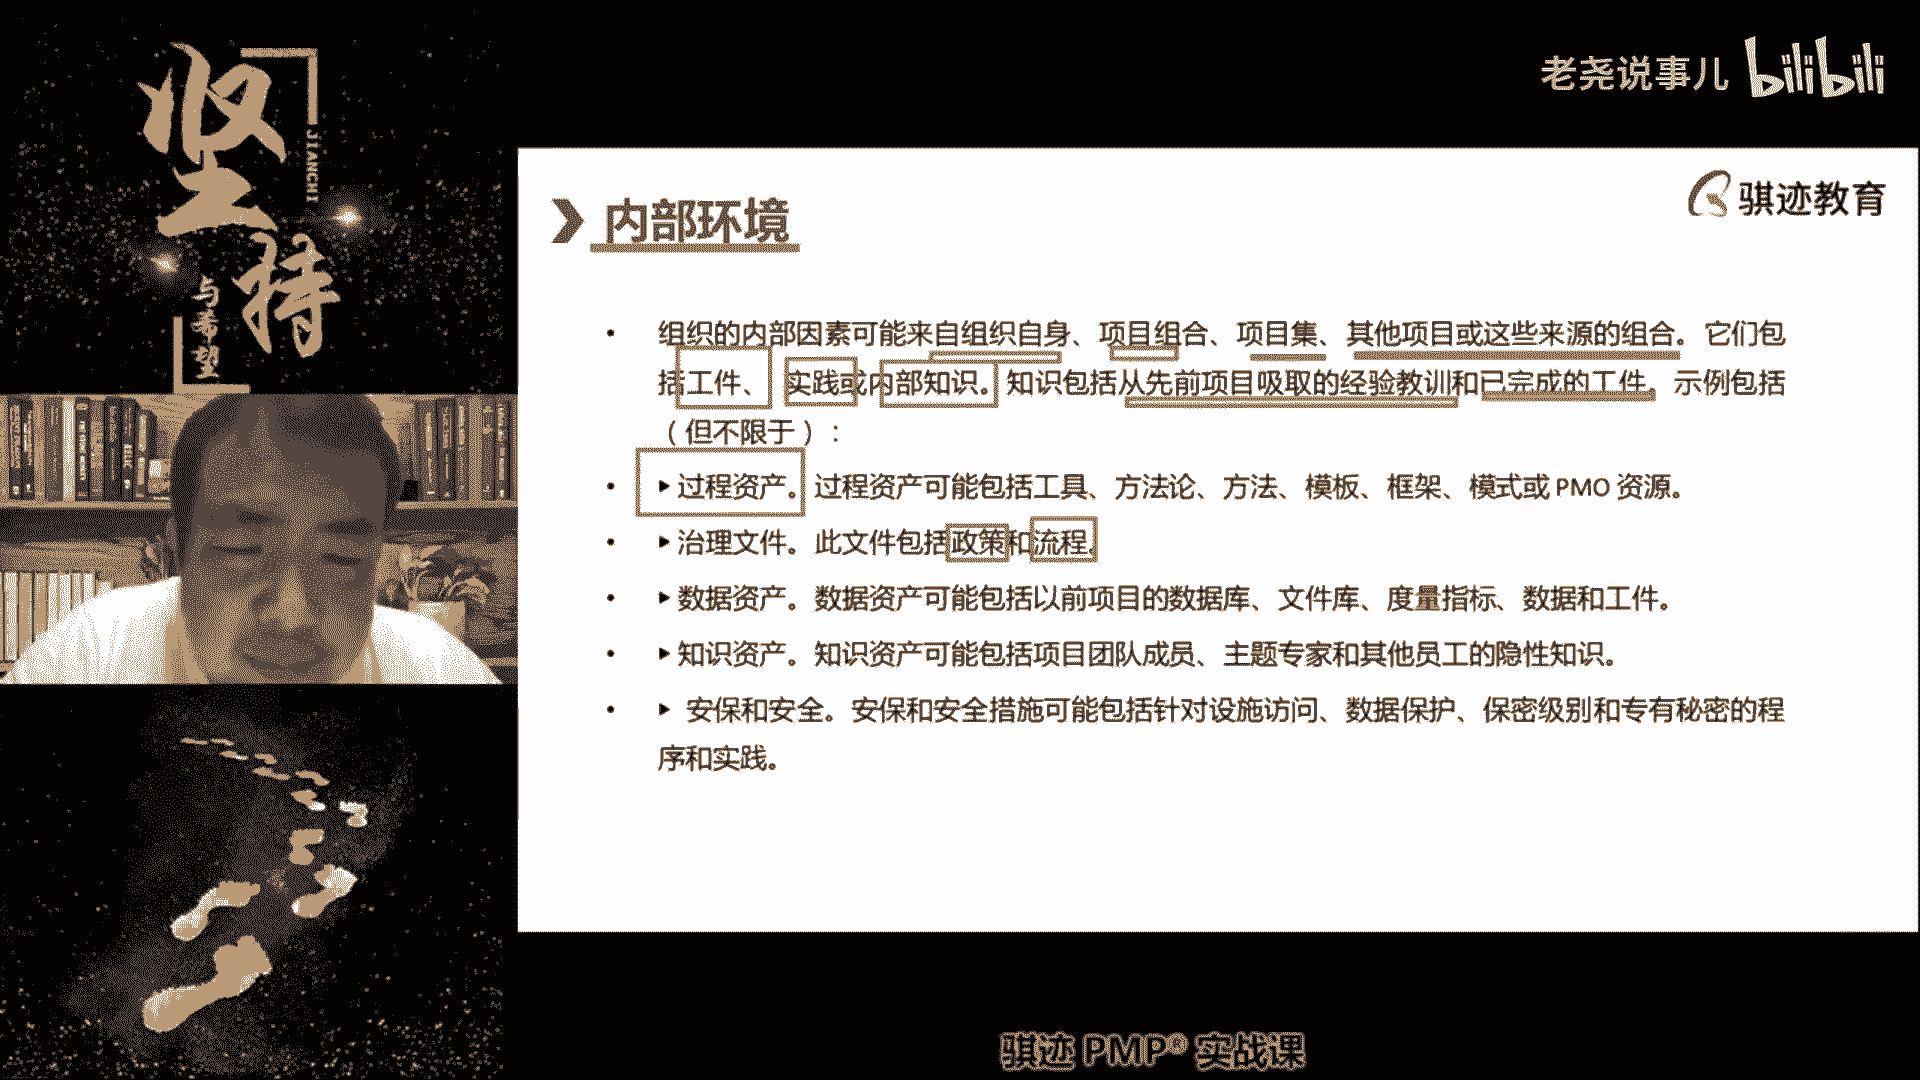 坚持
JIANCHI
与希望
老尧说事儿 bilibili
骐迹教育
内部环境
• 组织的内部因素可能来自组织自身、项目组合、项目集、其他项目或这些来源的组合。它们包
括工件、实践或内部知识。知识包括从先前项目吸取的经验教训和已完成的工件。示例包括
（但不限于）：
• ▶过程资产。过程资产可能包括工具、方法论、方法、模板、框架、模式或 PMO 资源。
• ▶治理文件。此文件包括政策和流程。
• ▶数据资产。数据资产可能包括以前项目的数据库、文件库、度量指标、数据和工件。
• ▶知识资产。知识资产可能包括项目团队成员、主题专家和其他员工的隐性知识。
• ▶ 安保和安全。安保和安全措施可能包括针对设施访问、数据保护、保密级别和专有秘密的程
序和实践。
骐迹 PMP® 实战课